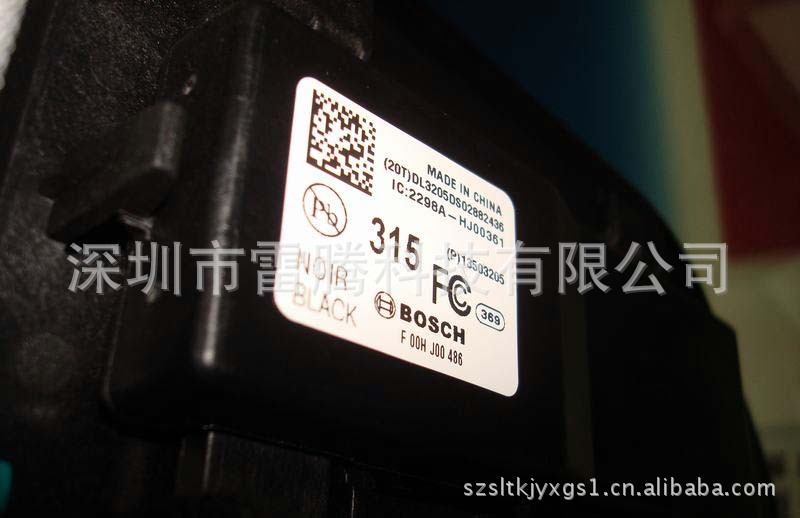 MADE IN CHINA
(20T)DL3205DS02882436
IC:2298A-HJ00361
Pb
315
(P)13503205
NOIR
BLACK
FC
369
BOSCH
F 00H J00 486
深圳市雷腾科技有限公司
szsltkjyxgs1.cn.alibaba.com